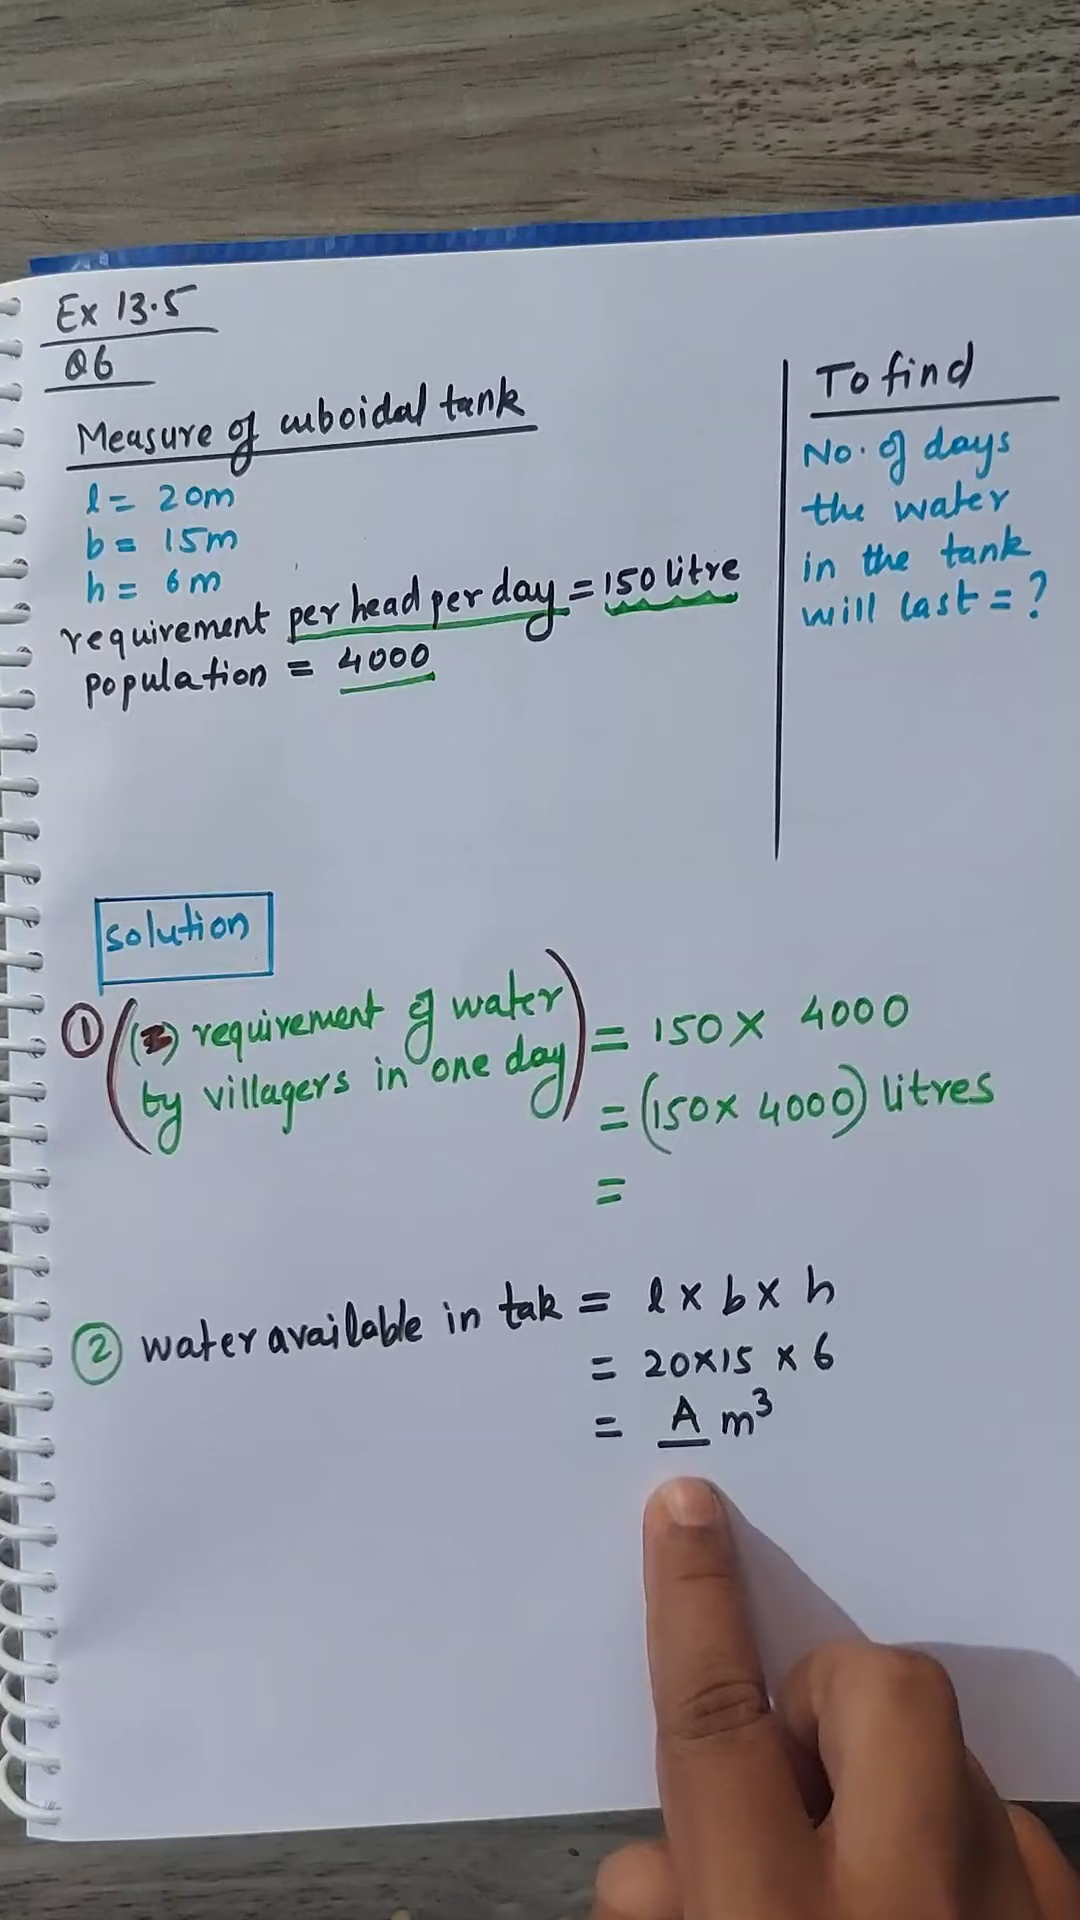 Ex 13.5
Q6
Measure of cuboidal tank
l = 20m
b = 15m
h = 6m
requirement per head per day = 150 litre
population = 4000
To find
No. of days
the water
in the tank
will last = ?
solution
① requirement of water
by villagers in one day
= 150 x 4000
= (150 x 4000) litres
=
② water available in tak = l x b x h
= 20x15 x 6
= A m³